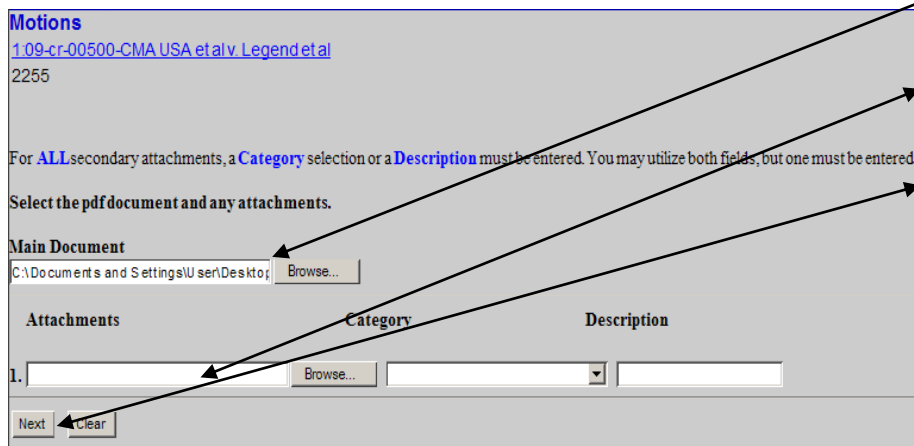 Motions
1:09-cr-00500-CMA USA et al v. Legend et al
2255
For ALL secondary attachments, a Category selection or a Description must be entered. You may utilize both fields, but one must be entered.
Select the pdf document and any attachments.
Main Document
C:\Documents and Settings\User\Desktop Browse...
Attachments Category Description
1. Browse...
Next Clear